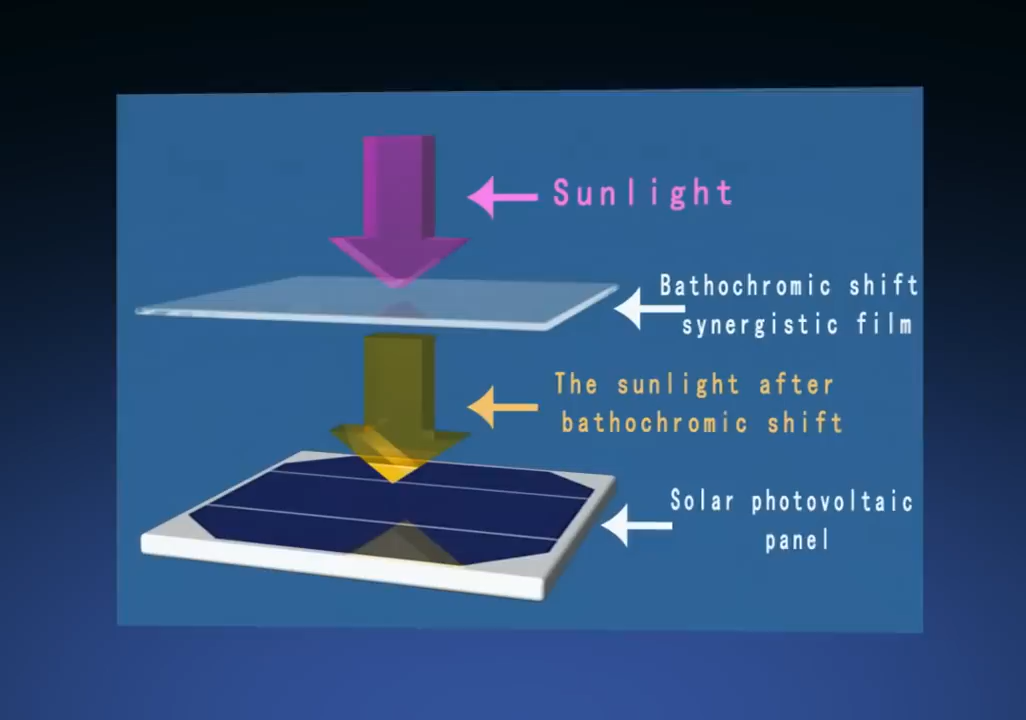 Sunlight
Bathochromic shift
synergistic film
The sunlight after
bathochromic shift
Solar photovoltaic
panel